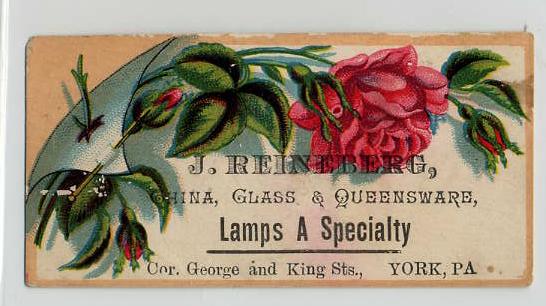 J. REINEBERG,
CHINA, GLASS & QUEENSWARE,
Lamps A Specialty
Cor. George and King Sts., YORK, PA.